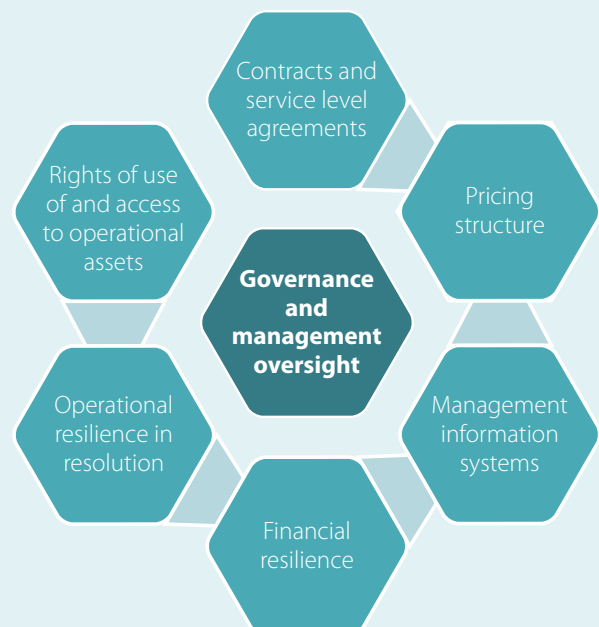 Contracts and
service level
agreements
Rights of use
of and access
to operational
assets
Pricing
structure
Governance
and
management
oversight
Operational
resilience in
resolution
Management
information
systems
Financial
resilience